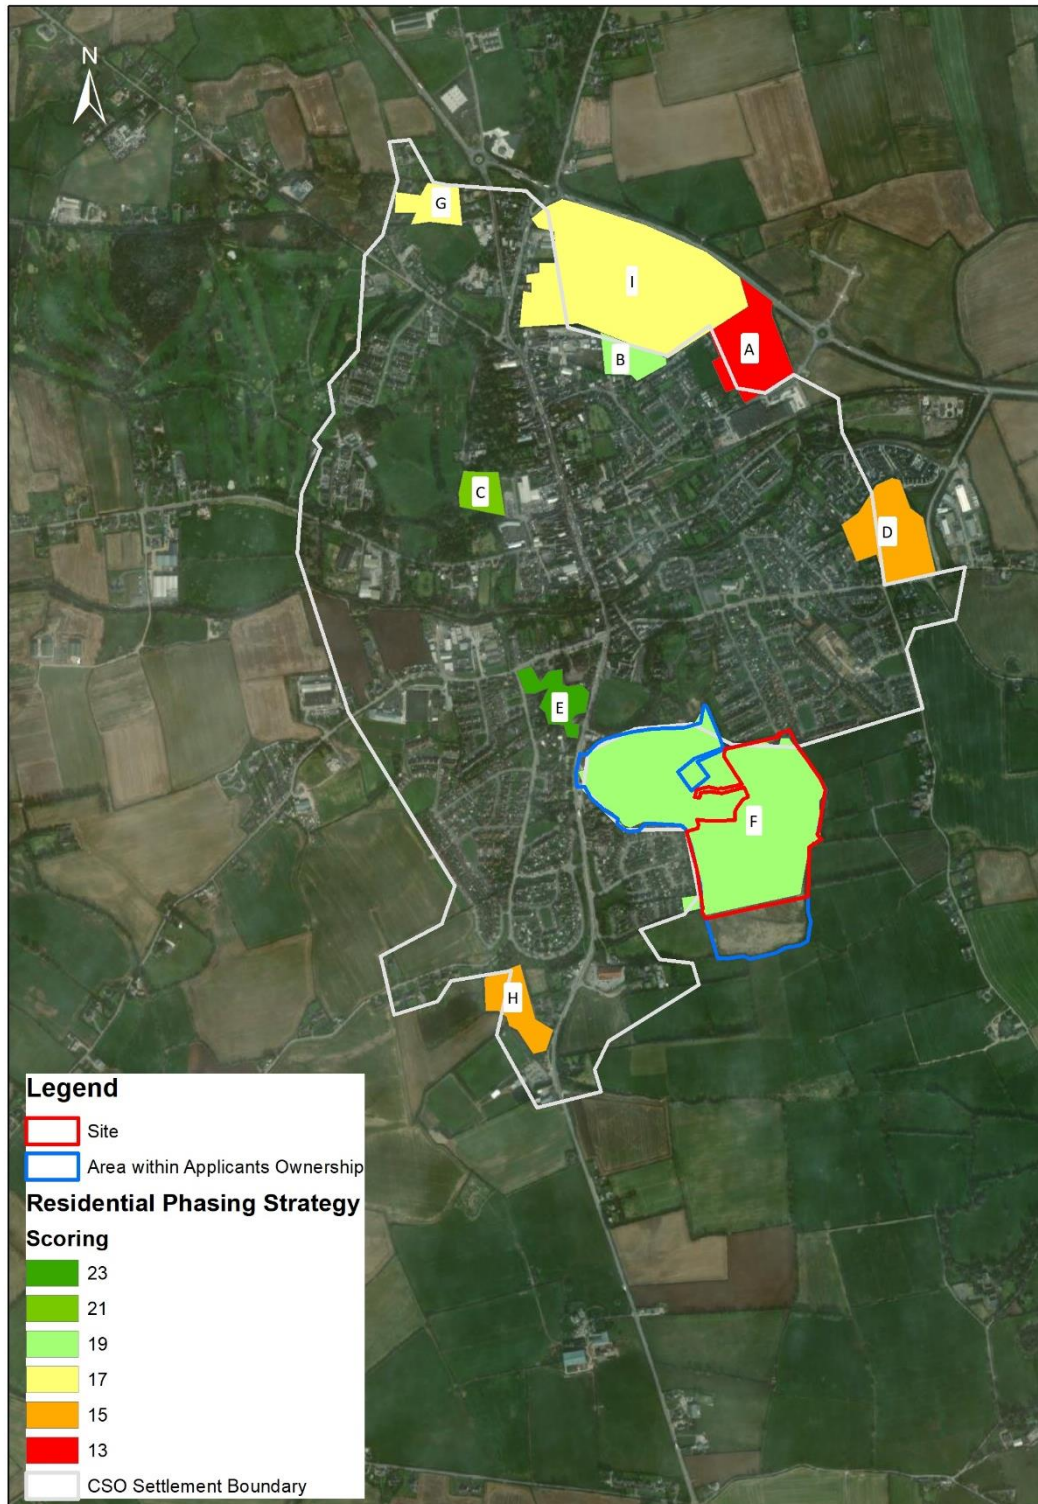 N
G
I
A
B
C
D
E
F
H
Legend
Site
Area within Applicants Ownership
Residential Phasing Strategy
Scoring
23
21
19
17
15
13
CSO Settlement Boundary